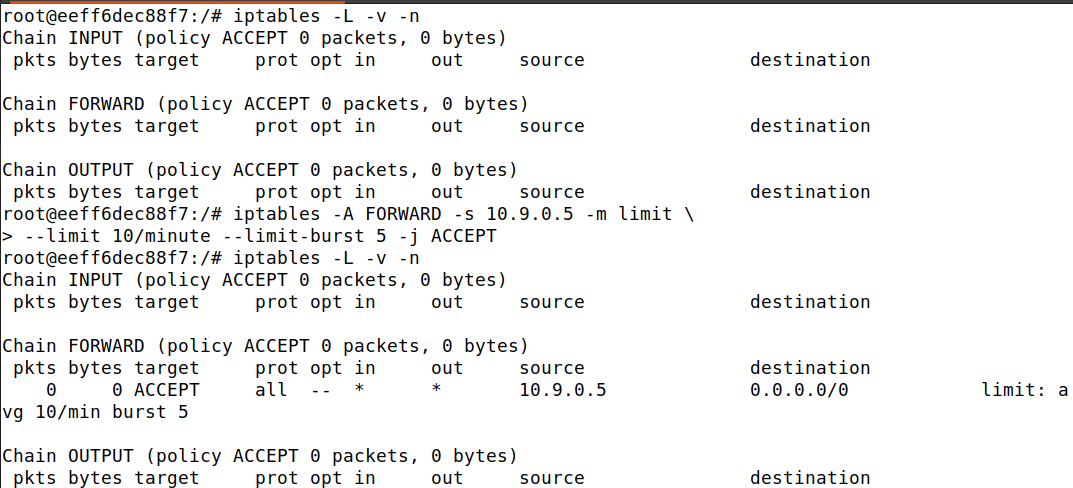 root@eeff6dec88f7:/# iptables -L -v -n
Chain INPUT (policy ACCEPT 0 packets, 0 bytes)
 pkts bytes target     prot opt in     out     source               destination

Chain FORWARD (policy ACCEPT 0 packets, 0 bytes)
 pkts bytes target     prot opt in     out     source               destination

Chain OUTPUT (policy ACCEPT 0 packets, 0 bytes)
 pkts bytes target     prot opt in     out     source               destination
root@eeff6dec88f7:/# iptables -A FORWARD -s 10.9.0.5 -m limit \
> --limit 10/minute --limit-burst 5 -j ACCEPT
root@eeff6dec88f7:/# iptables -L -v -n
Chain INPUT (policy ACCEPT 0 packets, 0 bytes)
 pkts bytes target     prot opt in     out     source               destination

Chain FORWARD (policy ACCEPT 0 packets, 0 bytes)
 pkts bytes target     prot opt in     out     source               destination
    0     0 ACCEPT     all  --  *      *       10.9.0.5             0.0.0.0/0            limit: a
vg 10/min burst 5

Chain OUTPUT (policy ACCEPT 0 packets, 0 bytes)
 pkts bytes target     prot opt in     out     source               destination